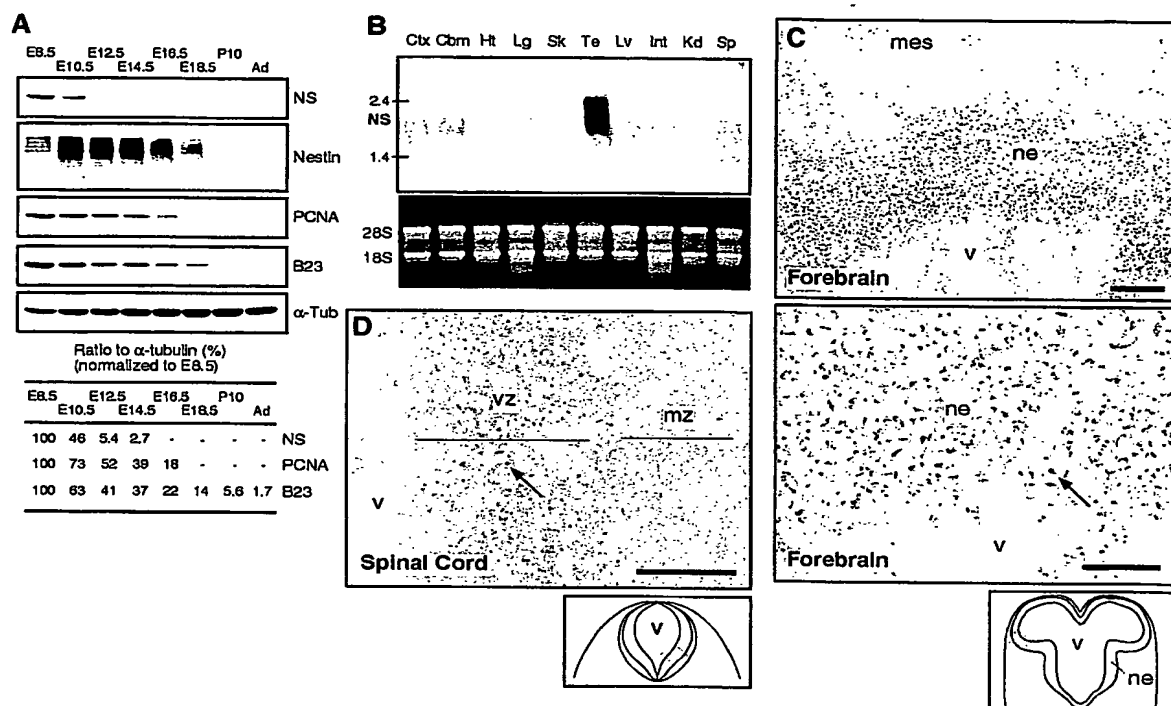 A
E8.5 E12.5 E16.5 P10
E10.5 E14.5 E18.5 Ad
NS
Nestin
PCNA
B23
α-Tub
Ratio to α-tubulin (%)
(normalized to E8.5)
E8.5 E12.5 E16.5 P10
E10.5 E14.5 E18.5 Ad
100 46 5.4 2.7 - - - - NS
100 73 52 39 18 - - - PCNA
100 63 41 37 22 14 5.6 1.7 B23
B
Ctx Cbm Ht Lg Sk Te Lv Int Kd Sp
2.4
NS
1.4
28S
18S
C
mes
ne
v
Forebrain
ne
v
Forebrain
v
ne
D
vz
mz
v
Spinal Cord
v